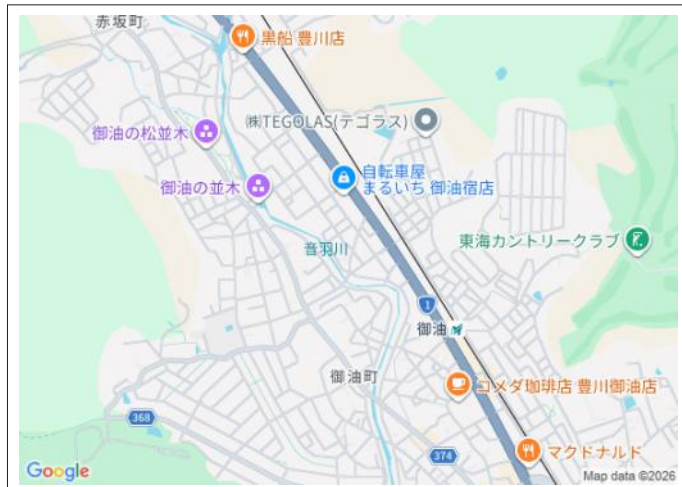 赤坂町
黒船 豊川店
御油の松並木
㈱TEGOLAS(テゴラス)
御油の並木
自転車屋
まるいち 御油宿店
音羽川
東海カントリークラブ
1
御油
御油町
コメダ珈琲店 豊川御油店
368
374
マクドナルド
Google
Map data ©2026